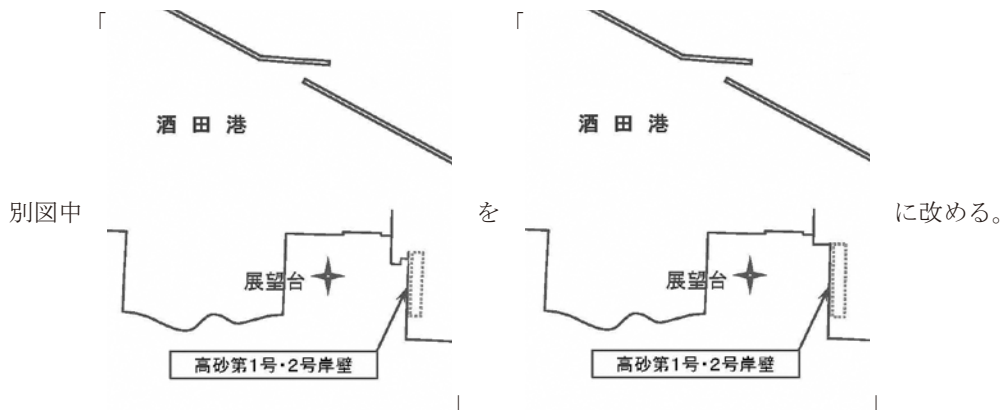 別図中「
酒田港
展望台
高砂第1号・2号岸壁
」を「
酒田港
展望台
高砂第1号・2号岸壁
」に改める。